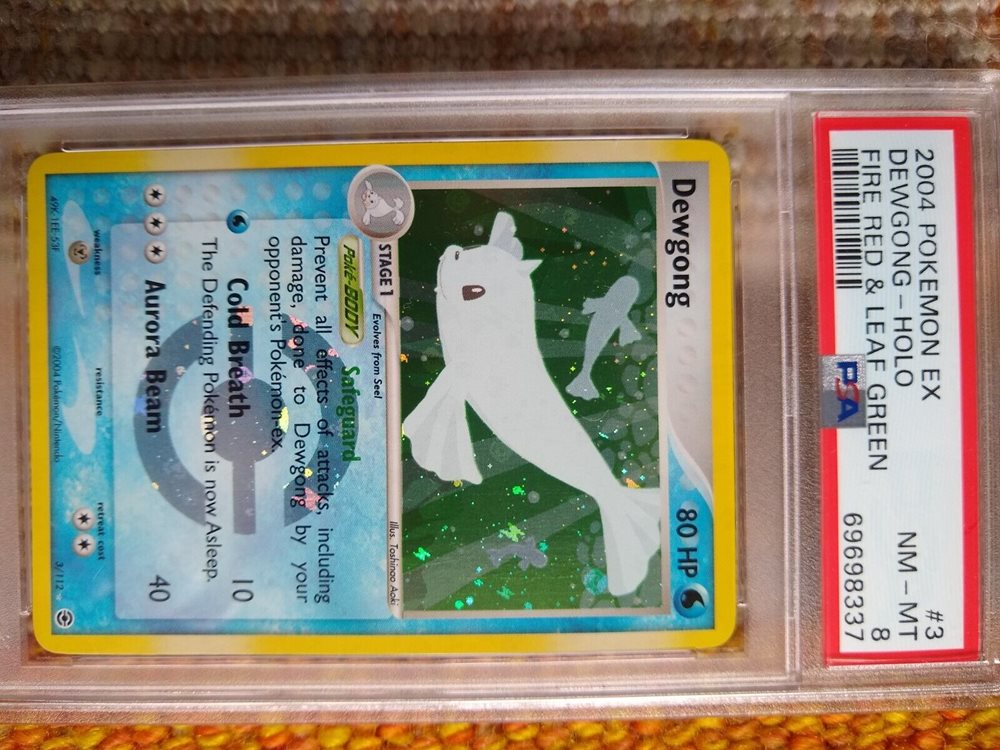 2004 POKEMON EX #3
DEWGONG - HOLO NM - MT
FIRE RED & LEAF GREEN 8
PSA 69698337
Dewgong 80 HP
STAGE 1 Evolves from Seel Illus. Toshinao Aoki
Poké-BODY Safeguard
Prevent all effects of attacks, including
damage, done to Dewgong by your
opponent's Pokémon-ex.
Cold Breath 10
The Defending Pokémon is now Asleep.
Aurora Beam 40
weakness resistance retreat cost
©2004 Pokémon/Nintendo 3/112